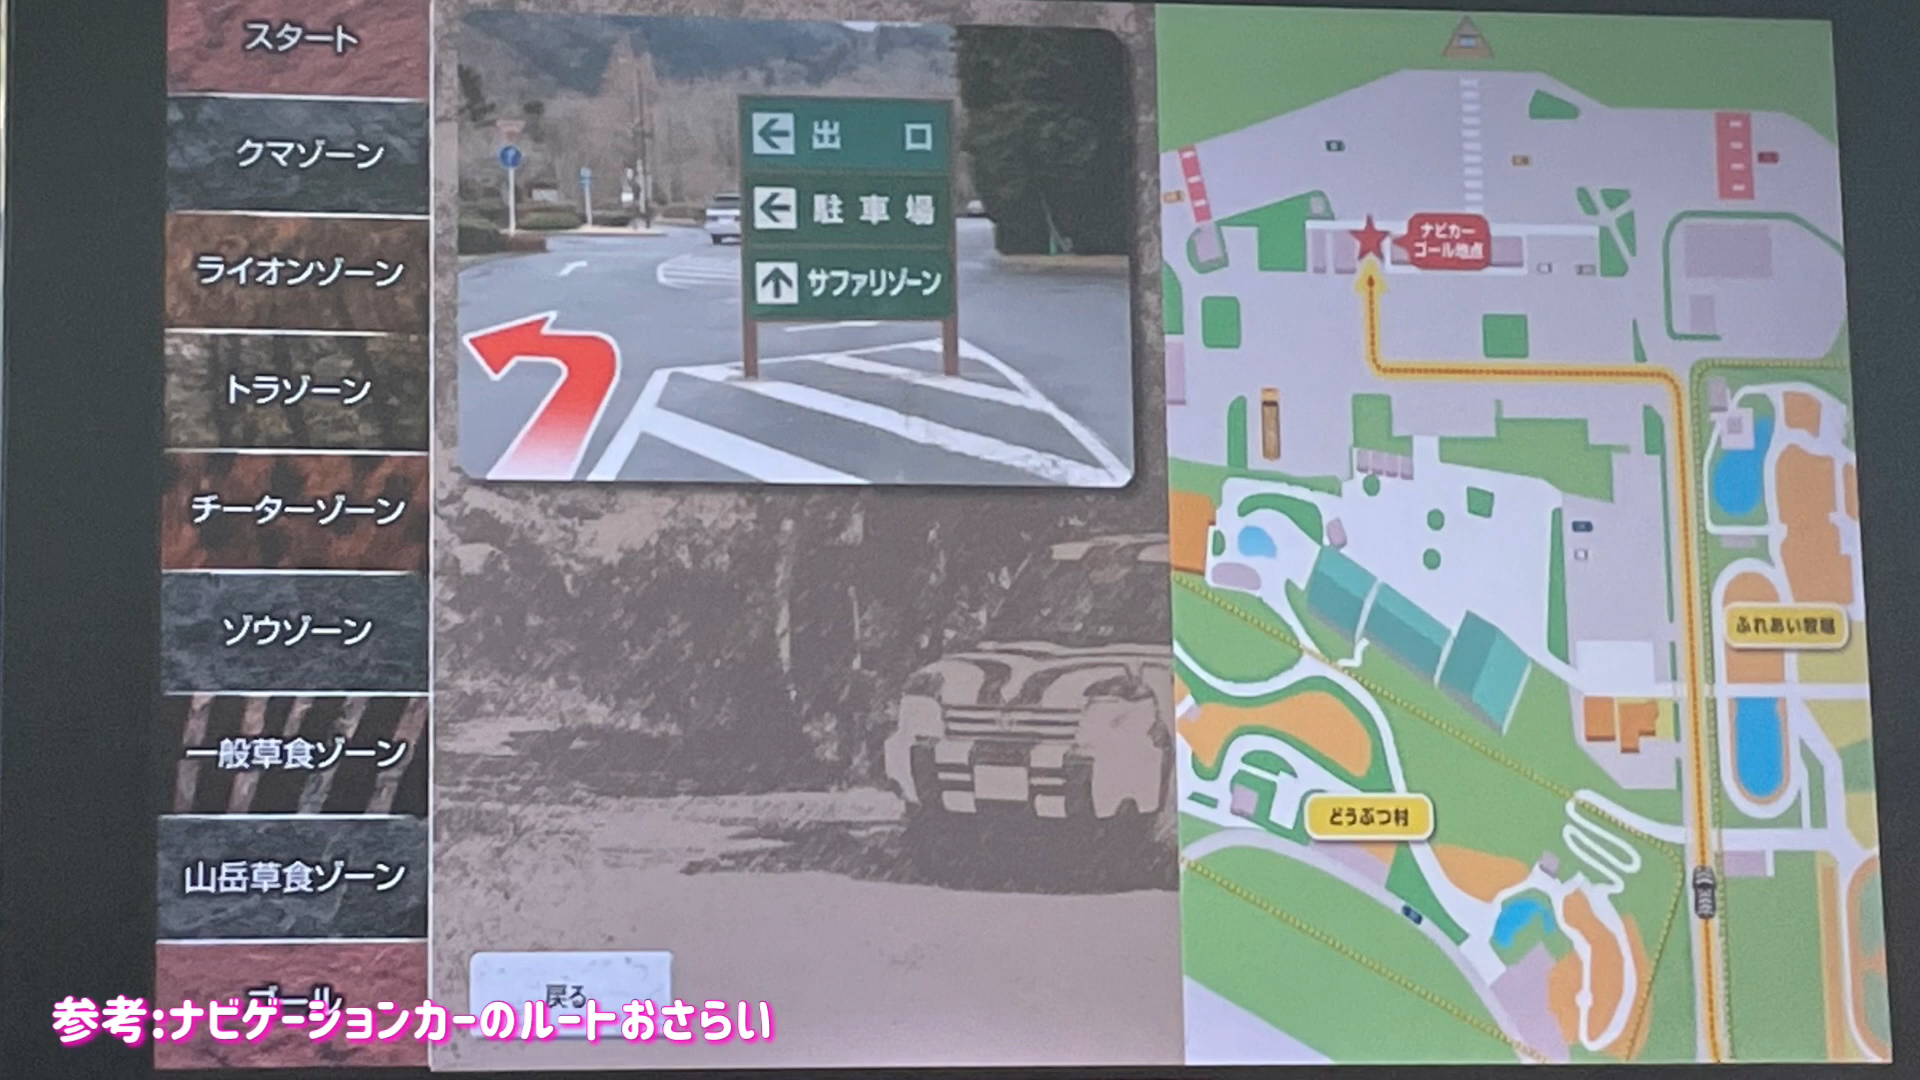 スタート
クマゾーン
ライオンゾーン
トラゾーン
チーターゾーン
ゾウゾーン
一般草食ゾーン
山岳草食ゾーン
ゴール
出口
駐車場
サファリゾーン
戻る
ナビカー
ゴール地点
ふれあい牧場
どうぶつ村
参考:ナビゲーションカーのルートおさらい